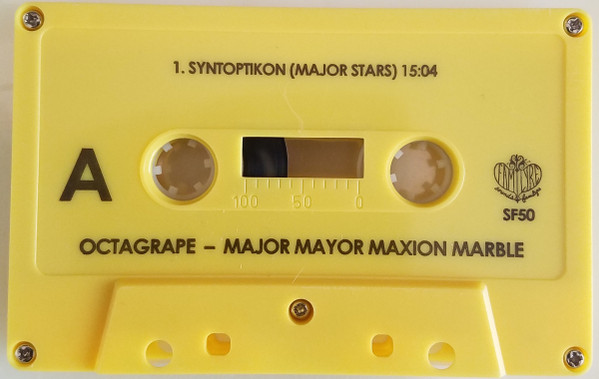 1. SYNTOPTIKON (MAJOR STARS) 15:04
A
100 50 0
SF50
OCTAGRAPE – MAJOR MAYOR MAXION MARBLE